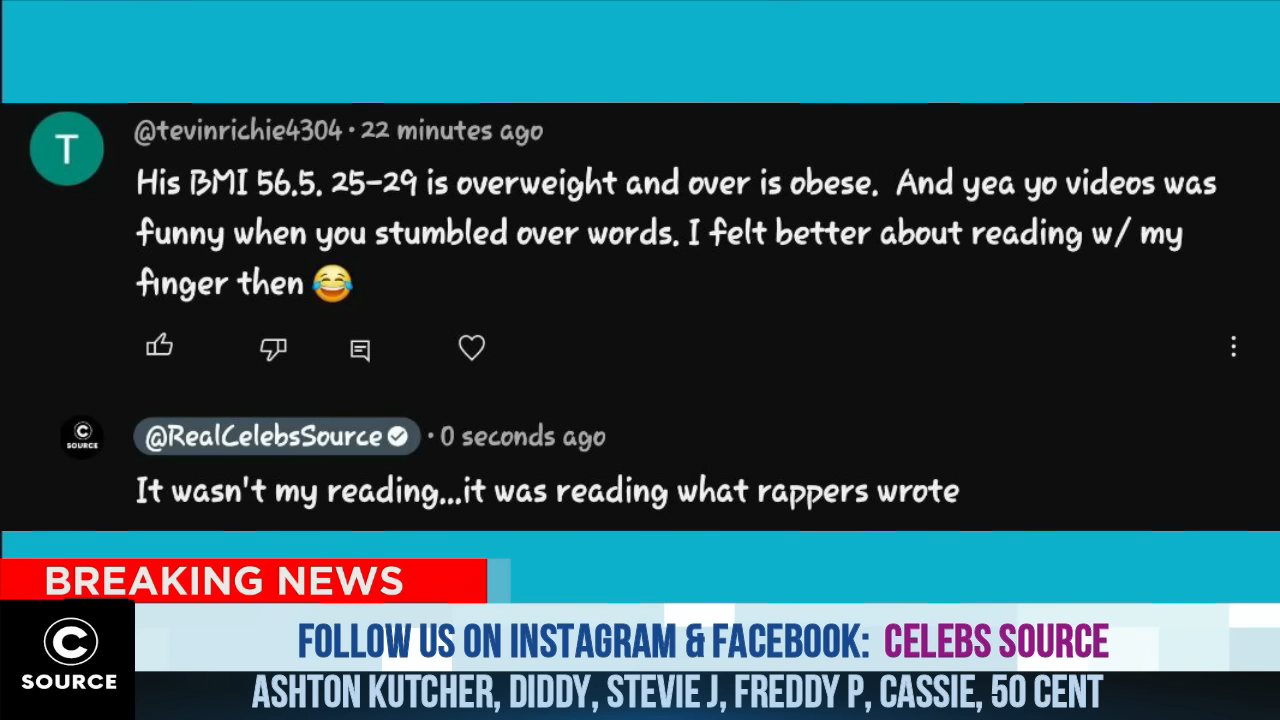 T
@tevinrichie4304 · 22 minutes ago
His BMI 56.5. 25-29 is overweight and over is obese. And yea yo videos was
funny when you stumbled over words. I felt better about reading w/ my
finger then 😂
C
SOURCE
@RealCelebsSource · 0 seconds ago
It wasn't my reading...it was reading what rappers wrote
BREAKING NEWS
C
SOURCE
FOLLOW US ON INSTAGRAM & FACEBOOK: CELEBS SOURCE
ASHTON KUTCHER, DIDDY, STEVIE J, FREDDY P, CASSIE, 50 CENT